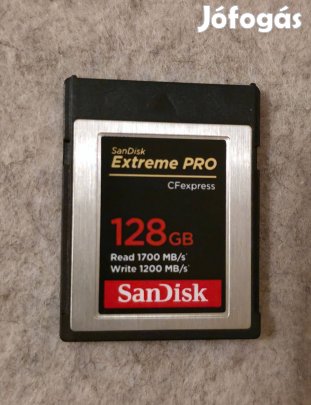 Jófogás
SanDisk
Extreme PRO
CFexpress
128GB
Read 1700 MB/s*
Write 1200 MB/s*
SanDisk